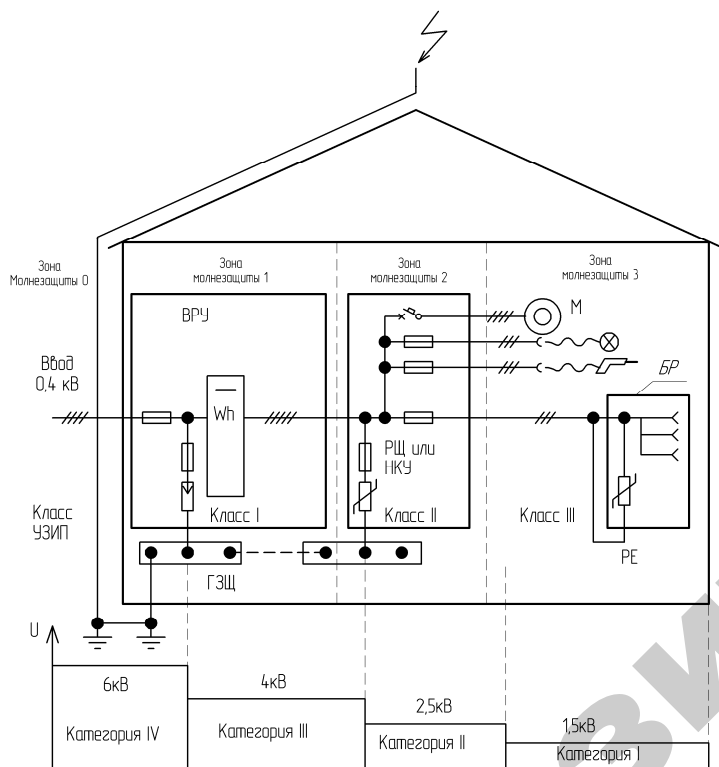 Зона
Молнезащиты 0
Зона
молнезащиты 1
Зона
молнезащиты 2
Зона
молнезащиты 3
ВРУ
М
БР
Ввод
0,4 кВ
Wh
РЩ или
НКУ
Класс
УЗИП
Класс I
Класс II
Класс III
ГЗЩ
РЕ
U
6кВ
4кВ
2,5кВ
1,5кВ
Категория IV
Категория III
Категория II
Категория I